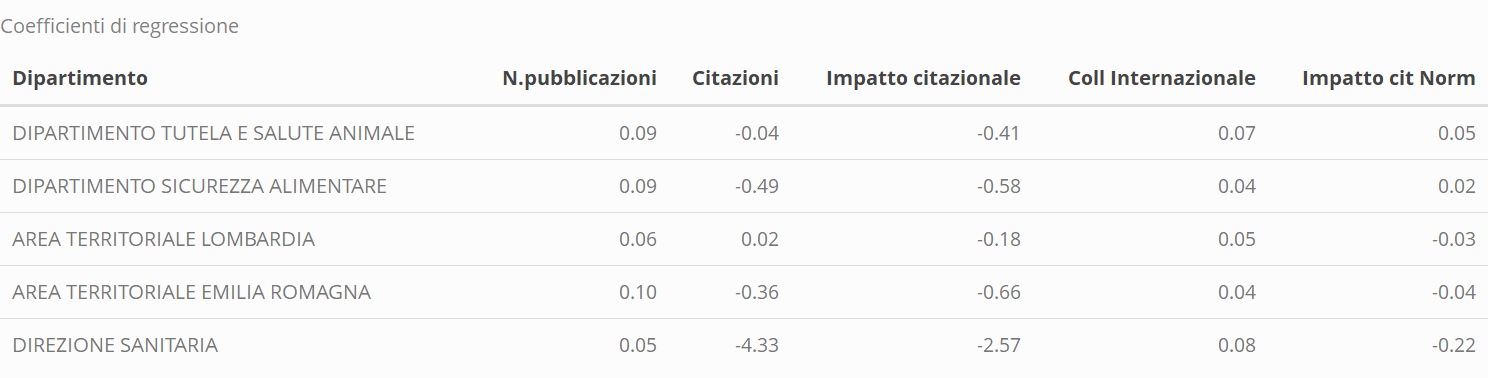 Coefficienti di regressione
Dipartimento N.pubblicazioni Citazioni Impatto citazionale Coll Internazionale Impatto cit Norm
DIPARTIMENTO TUTELA E SALUTE ANIMALE 0.09 -0.04 -0.41 0.07 0.05
DIPARTIMENTO SICUREZZA ALIMENTARE 0.09 -0.49 -0.58 0.04 0.02
AREA TERRITORIALE LOMBARDIA 0.06 0.02 -0.18 0.05 -0.03
AREA TERRITORIALE EMILIA ROMAGNA 0.10 -0.36 -0.66 0.04 -0.04
DIREZIONE SANITARIA 0.05 -4.33 -2.57 0.08 -0.22